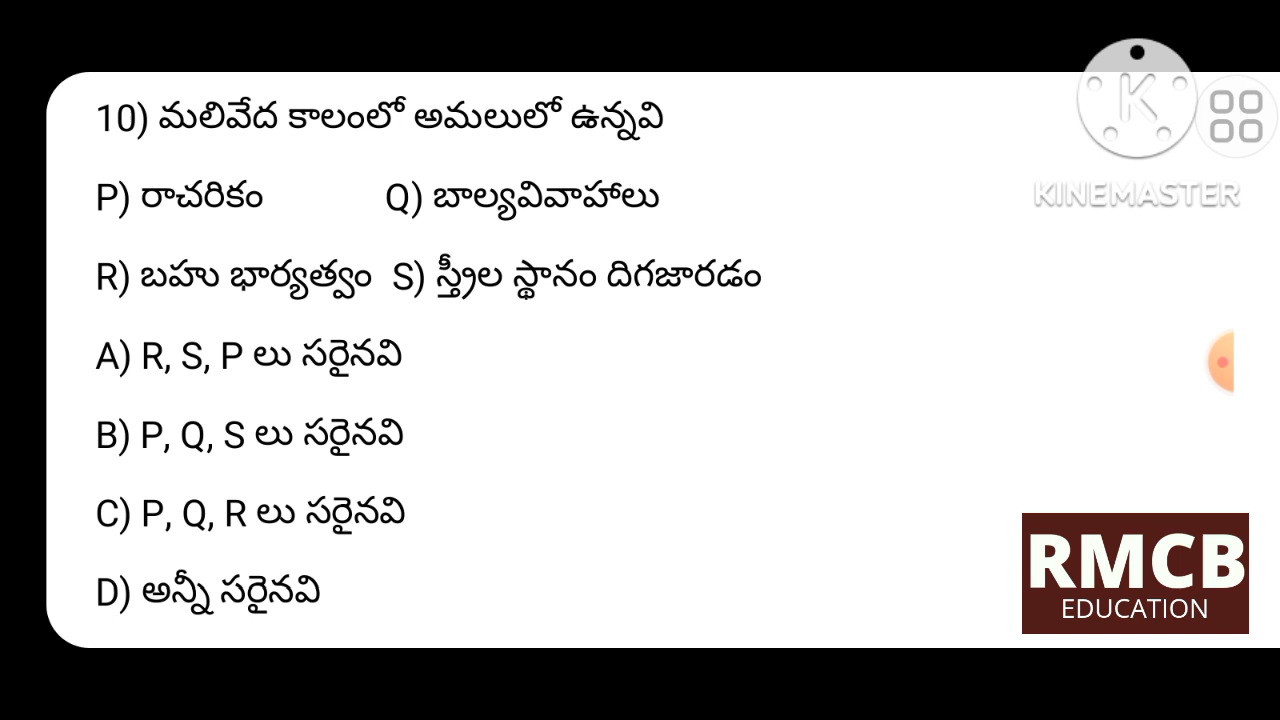 10) మలివేద కాలంలో అమలులో ఉన్నవి
P) రాచరికం Q) బాల్యవివాహాలు
R) బహు భార్యత్వం S) స్త్రీల స్థానం దిగజారడం
A) R, S, P లు సరైనవి
B) P, Q, S లు సరైనవి
C) P, Q, R లు సరైనవి
D) అన్నీ సరైనవి
K
KINEMASTER
RMCB
EDUCATION